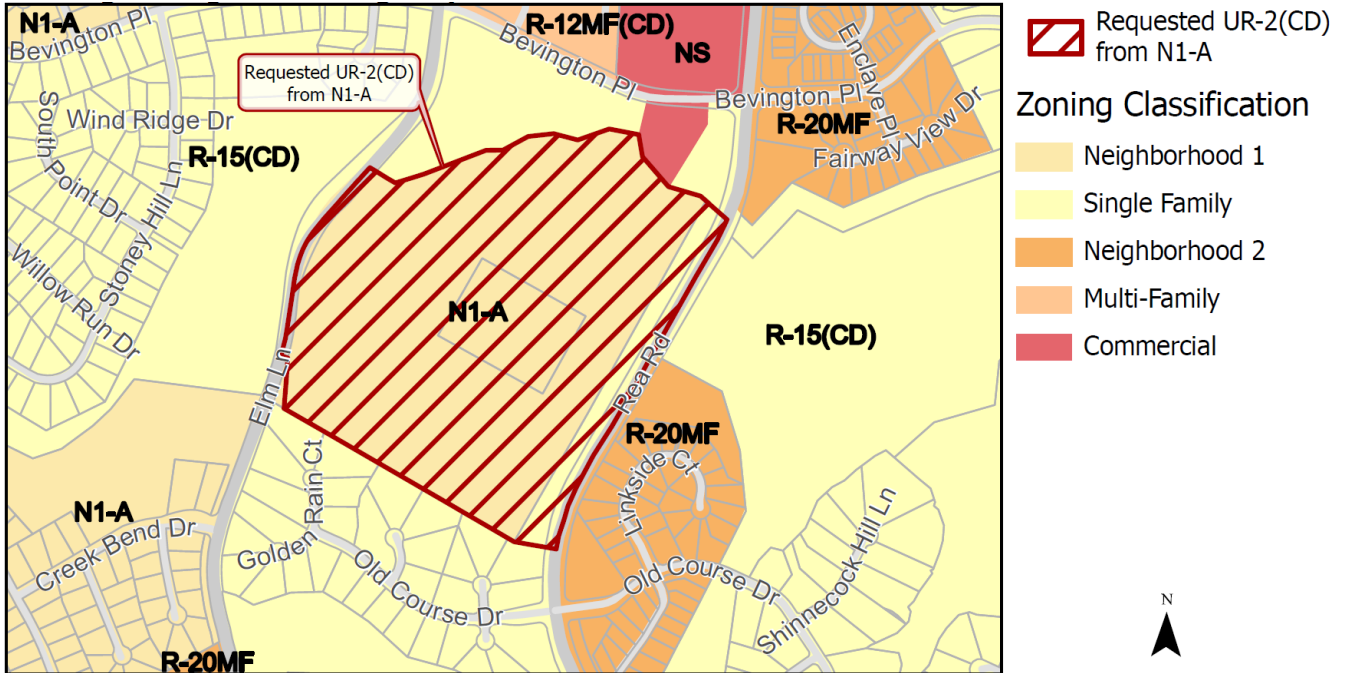 N1-A
Bevington Pl
R-12MF(CD)
NS
Bevington Pl
Requested UR-2(CD)
from N1-A
Enclave Pl
Bevington Pl
R-20MF
Fairway View Dr
South Point Dr
Wind Ridge Dr
R-15(CD)
Stoney Hill Ln
Willow Run Dr
N1-A
R-15(CD)
Elm Ln
Rea Rd
R-20MF
Linkside Ct
Golden Rain Ct
N1-A
Creek Bend Dr
Old Course Dr
Old Course Dr
Shinnecock Hill Ln
R-20MF
Requested UR-2(CD)
from N1-A
Zoning Classification
Neighborhood 1
Single Family
Neighborhood 2
Multi-Family
Commercial
N